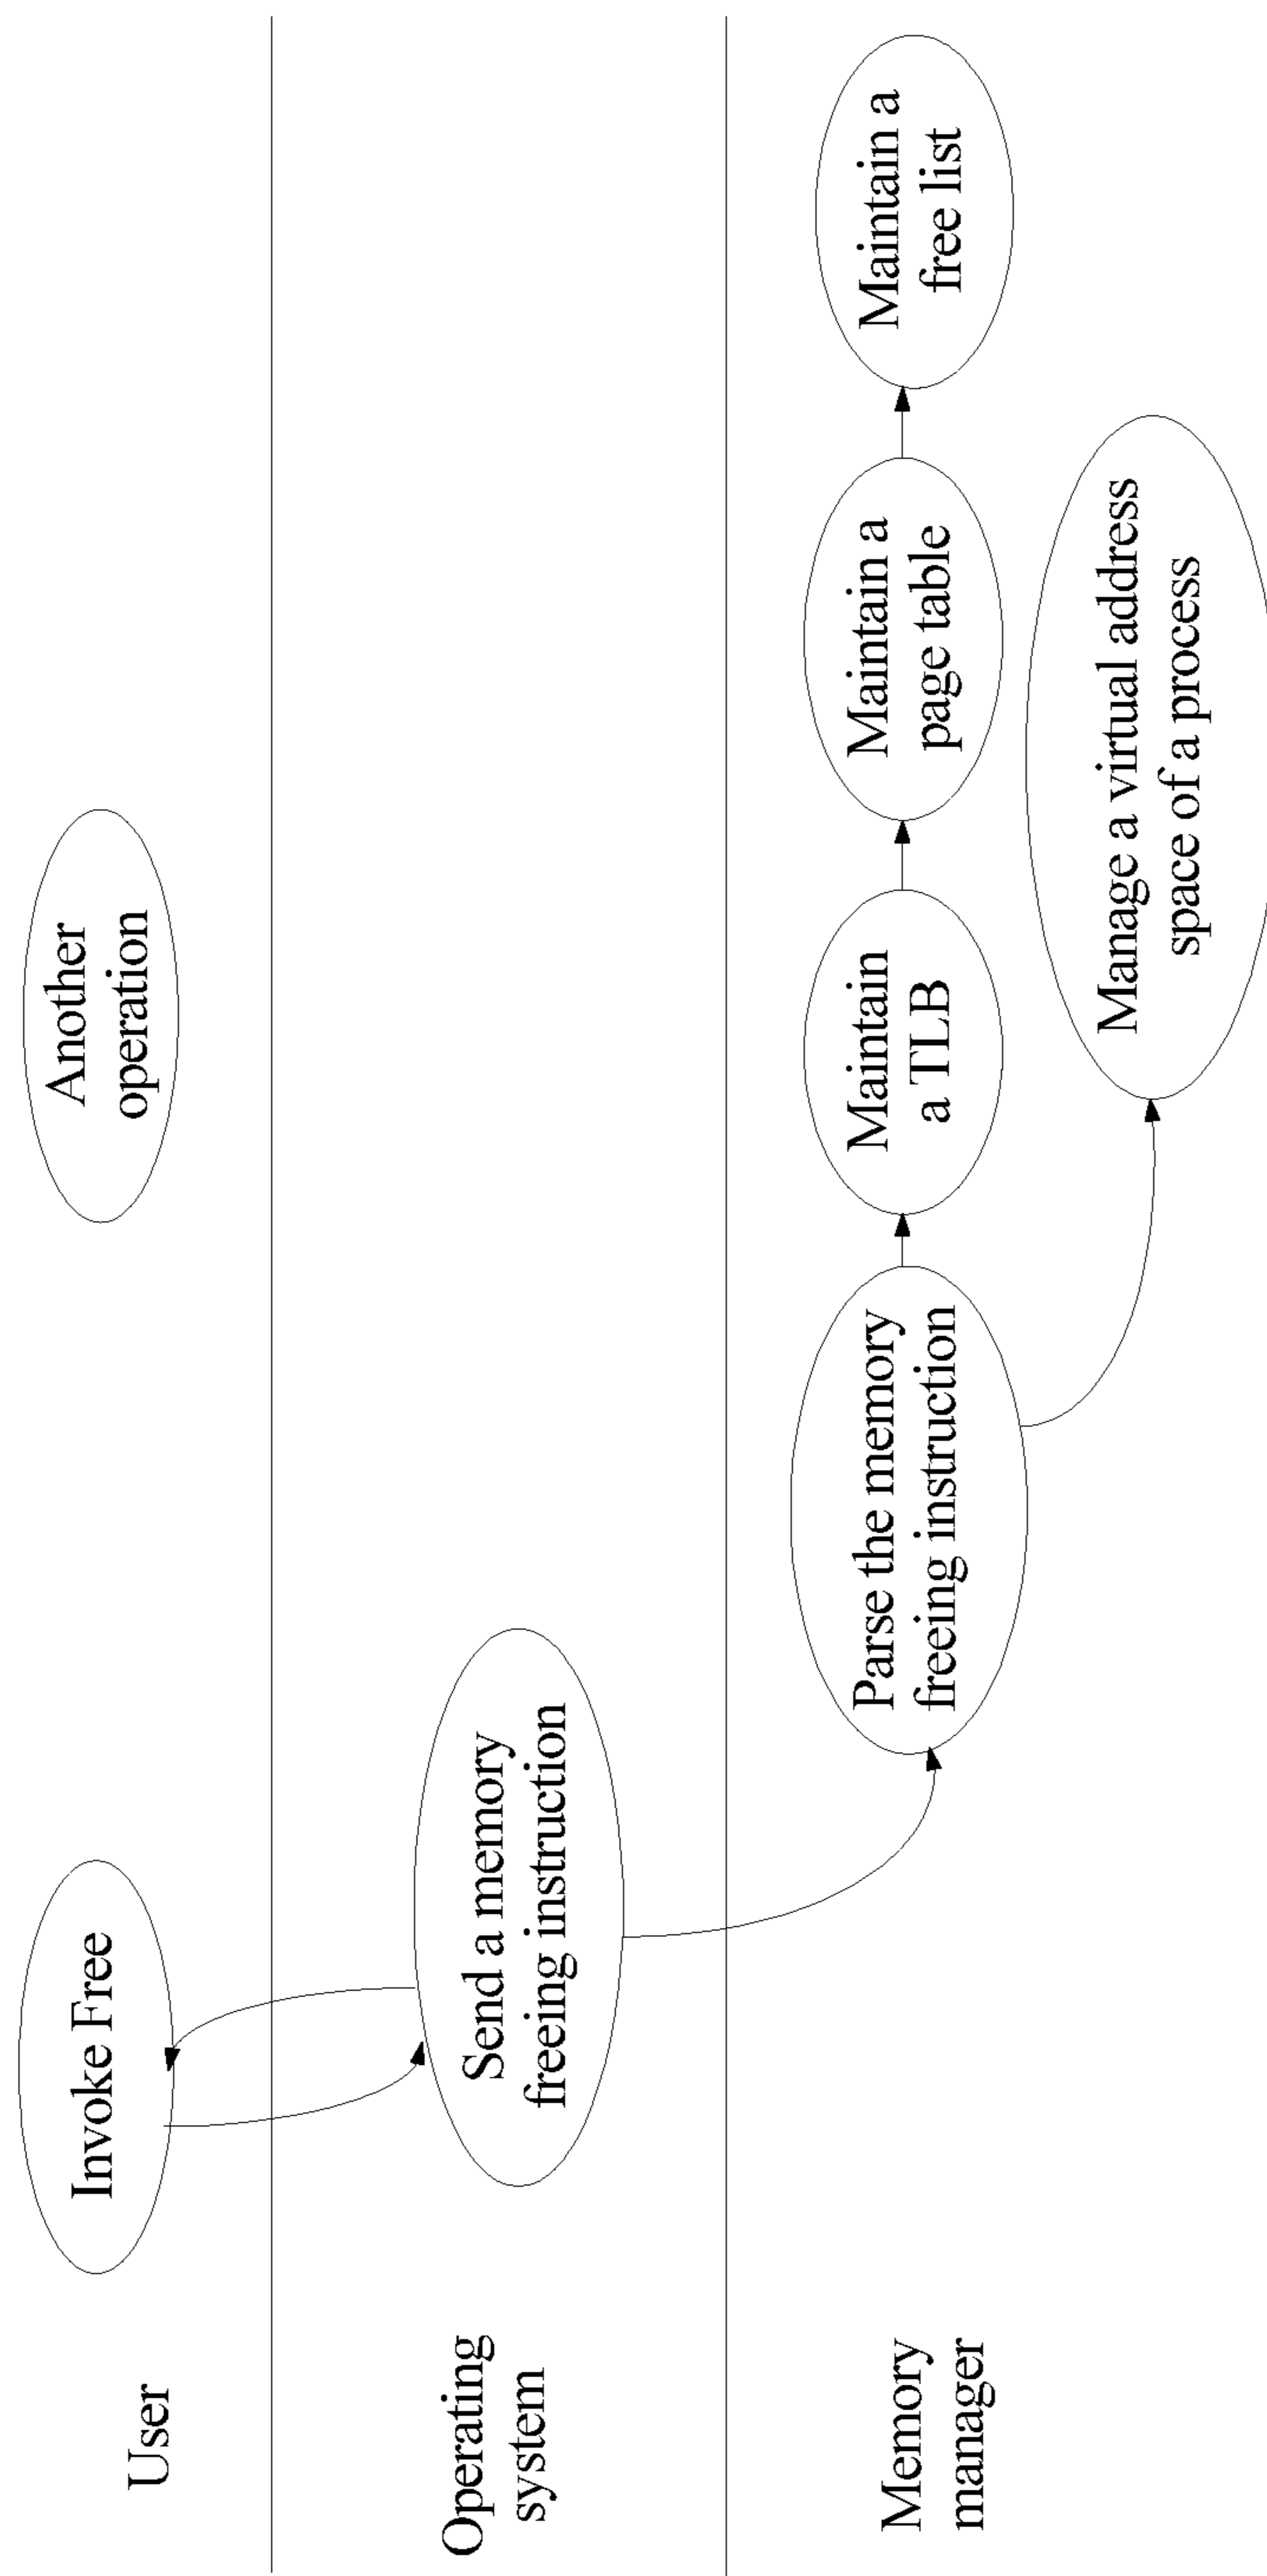 User
Invoke Free
Another
operation
Operating
system
Send a memory
freeing instruction
Memory
manager
Parse the memory
freeing instruction
Maintain
a TLB
Maintain a
page table
Maintain a
free list
Manage a virtual address
space of a process